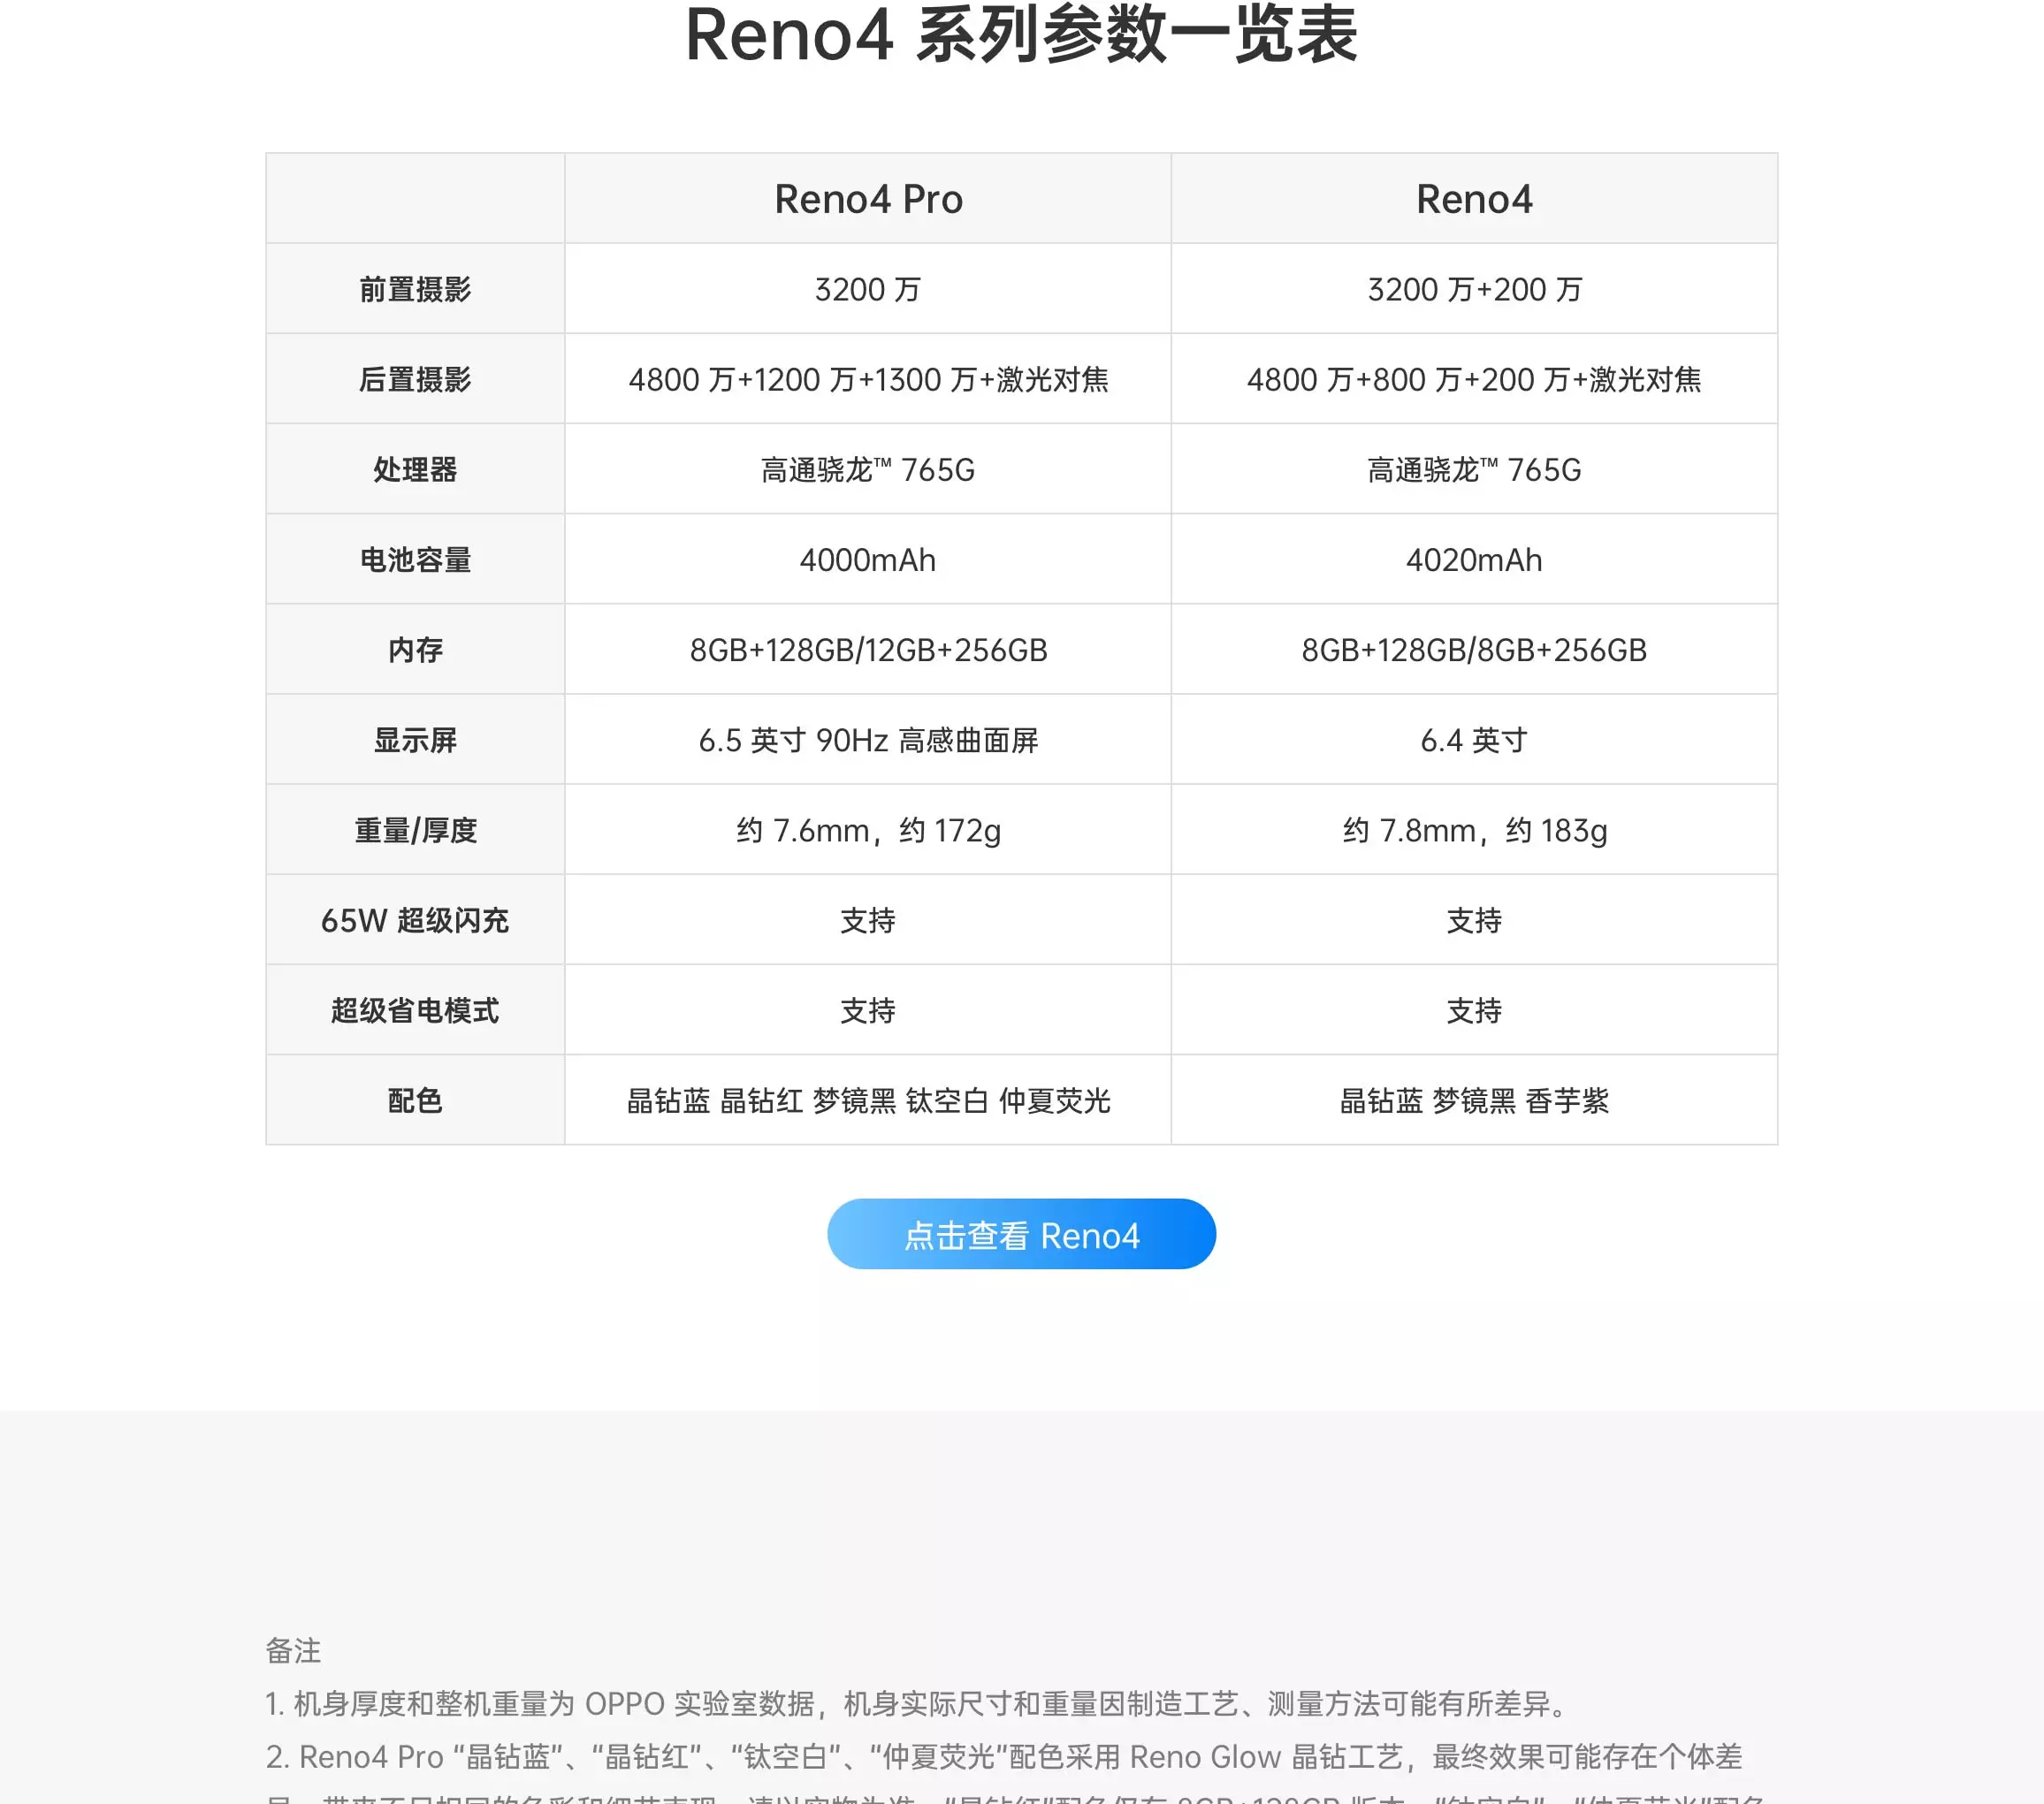 Reno4 系列参数一览表
Reno4 Pro Reno4
前置摄影 3200 万 3200 万+200 万
后置摄影 4800 万+1200 万+1300 万+激光对焦 4800 万+800 万+200 万+激光对焦
处理器 高通骁龙™ 765G 高通骁龙™ 765G
电池容量 4000mAh 4020mAh
内存 8GB+128GB/12GB+256GB 8GB+128GB/8GB+256GB
显示屏 6.5 英寸 90Hz 高感曲面屏 6.4 英寸
重量/厚度 约 7.6mm，约 172g 约 7.8mm，约 183g
65W 超级闪充 支持 支持
超级省电模式 支持 支持
配色 晶钻蓝 晶钻红 梦镜黑 钛空白 仲夏荧光 晶钻蓝 梦镜黑 香芋紫
点击查看 Reno4
备注
1. 机身厚度和整机重量为 OPPO 实验室数据，机身实际尺寸和重量因制造工艺、测量方法可能有所差异。
2. Reno4 Pro “晶钻蓝”、“晶钻红”、“钛空白”、“仲夏荧光”配色采用 Reno Glow 晶钻工艺，最终效果可能存在个体差